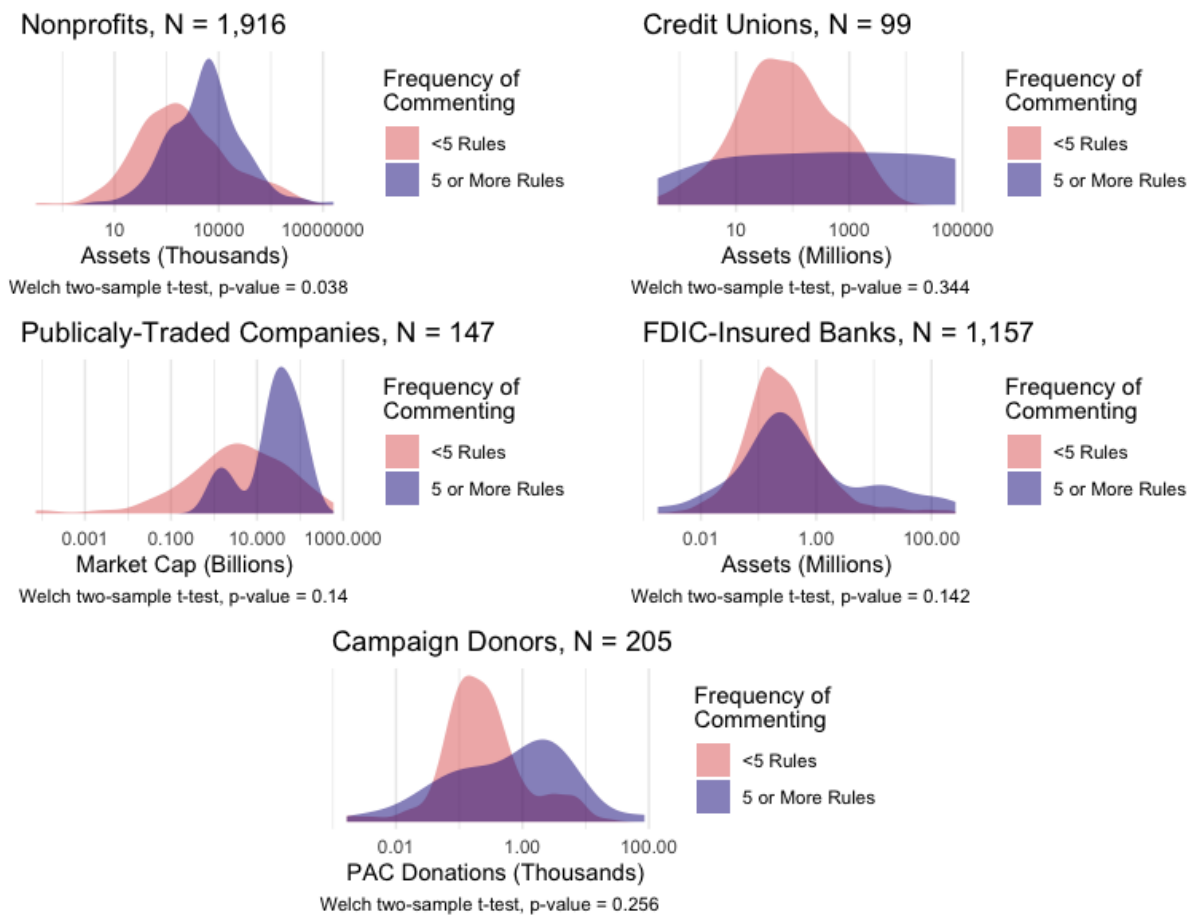 Nonprofits, N = 1,916
Frequency of
Commenting
<5 Rules
5 or More Rules
10 10000 10000000
Assets (Thousands)
Welch two-sample t-test, p-value = 0.038
Credit Unions, N = 99
Frequency of
Commenting
<5 Rules
5 or More Rules
10 1000 100000
Assets (Millions)
Welch two-sample t-test, p-value = 0.344
Publicaly-Traded Companies, N = 147
Frequency of
Commenting
<5 Rules
5 or More Rules
0.001 0.100 10.000 1000.000
Market Cap (Billions)
Welch two-sample t-test, p-value = 0.14
FDIC-Insured Banks, N = 1,157
Frequency of
Commenting
<5 Rules
5 or More Rules
0.01 1.00 100.00
Assets (Millions)
Welch two-sample t-test, p-value = 0.142
Campaign Donors, N = 205
Frequency of
Commenting
<5 Rules
5 or More Rules
0.01 1.00 100.00
PAC Donations (Thousands)
Welch two-sample t-test, p-value = 0.256